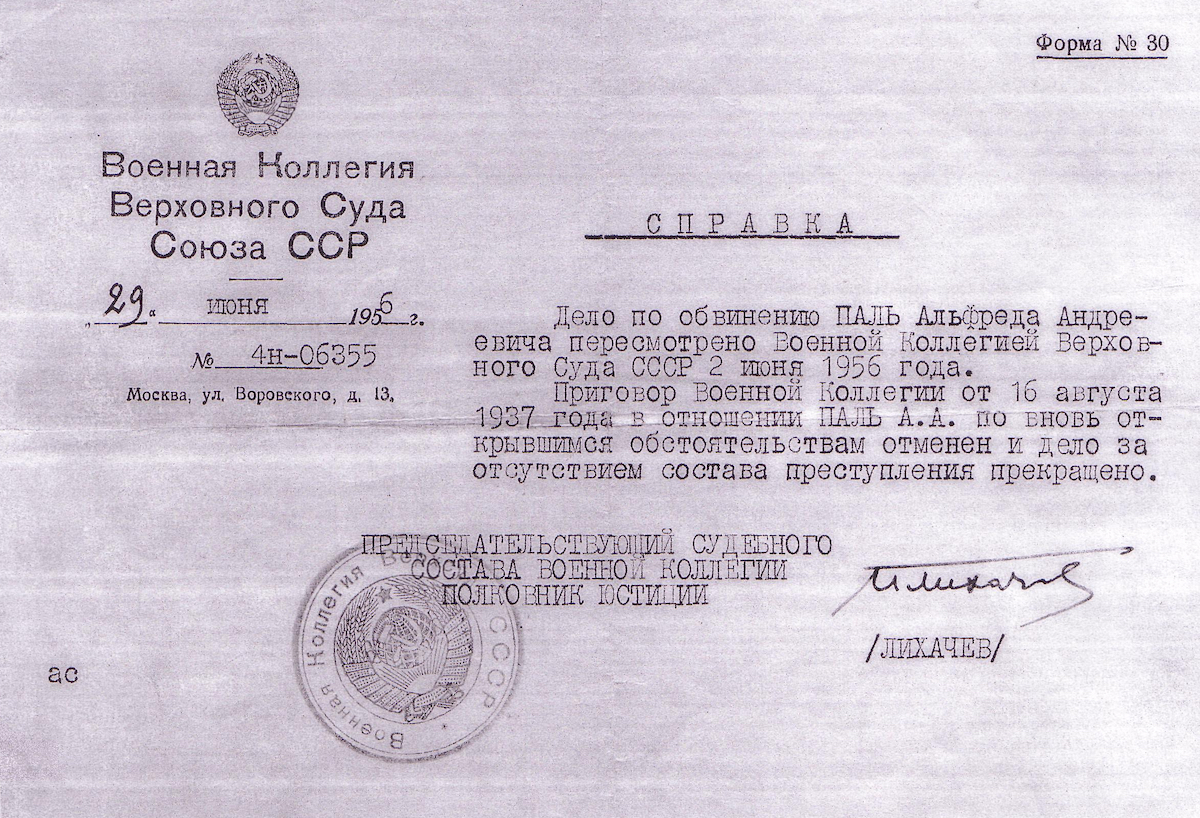 Форма № 30
Военная Коллегия
Верховного Суда
Союза ССР
„29“ июня 1956 г.
№ 4н-06355
Москва, ул. Воровского, д. 13.
СПРАВКА
Дело по обвинению ПАЛЬ Альфреда Андре-
евича пересмотрено Военной Коллегией Верхов-
ного Суда СССР 2 июня 1956 года.
Приговор Военной Коллегии от 16 августа
1937 года в отношении ПАЛЬ А.А. по вновь от-
крывшимся обстоятельствам отменен и дело за
отсутствием состава преступления прекращено.
ПРЕДСЕДАТЕЛЬСТВУЮЩИЙ СУДЕБНОГО
СОСТАВА ВОЕННОЙ КОЛЛЕГИИ
ПОЛКОВНИК ЮСТИЦИИ
И Лихачев
/ЛИХАЧЕВ/
Военная Коллегия СССР
ас